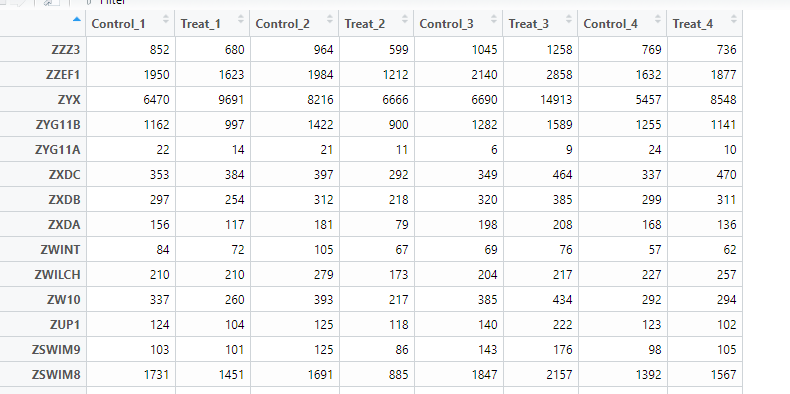 Filter
Control_1 Treat_1 Control_2 Treat_2 Control_3 Treat_3 Control_4 Treat_4
ZZZ3 852 680 964 599 1045 1258 769 736
ZZEF1 1950 1623 1984 1212 2140 2858 1632 1877
ZYX 6470 9691 8216 6666 6690 14913 5457 8548
ZYG11B 1162 997 1422 900 1282 1589 1255 1141
ZYG11A 22 14 21 11 6 9 24 10
ZXDC 353 384 397 292 349 464 337 470
ZXDB 297 254 312 218 320 385 299 311
ZXDA 156 117 181 79 198 208 168 136
ZWINT 84 72 105 67 69 76 57 62
ZWILCH 210 210 279 173 204 217 227 257
ZW10 337 260 393 217 385 434 292 294
ZUP1 124 104 125 118 140 222 123 102
ZSWIM9 103 101 125 86 143 176 98 105
ZSWIM8 1731 1451 1691 885 1847 2157 1392 1567